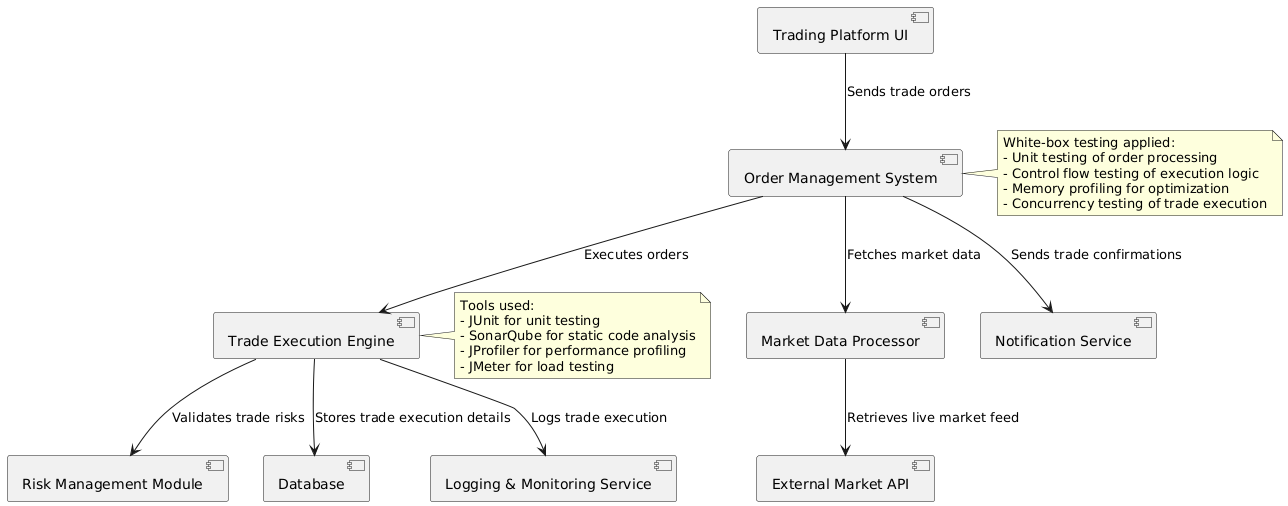 Trading Platform UI
Sends trade orders
Order Management System
White-box testing applied:
- Unit testing of order processing
- Control flow testing of execution logic
- Memory profiling for optimization
- Concurrency testing of trade execution
Executes orders
Fetches market data
Sends trade confirmations
Trade Execution Engine
Tools used:
- JUnit for unit testing
- SonarQube for static code analysis
- JProfiler for performance profiling
- JMeter for load testing
Market Data Processor
Notification Service
Validates trade risks
Stores trade execution details
Logs trade execution
Retrieves live market feed
Risk Management Module
Database
Logging & Monitoring Service
External Market API